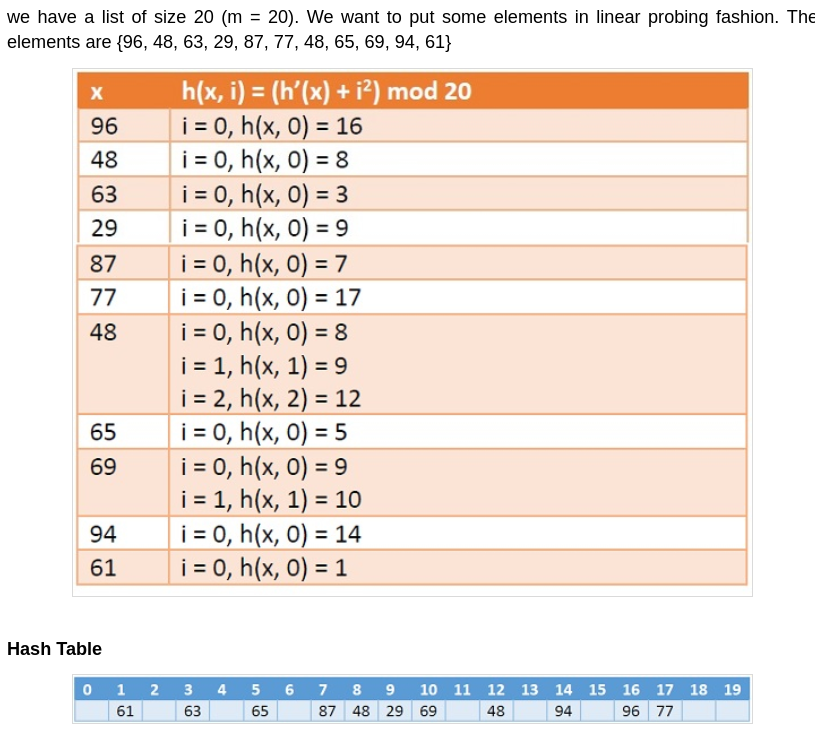 we have a list of size 20 (m = 20). We want to put some elements in linear probing fashion. The
elements are {96, 48, 63, 29, 87, 77, 48, 65, 69, 94, 61}
x h(x, i) = (h′(x) + i²) mod 20
96 i = 0, h(x, 0) = 16
48 i = 0, h(x, 0) = 8
63 i = 0, h(x, 0) = 3
29 i = 0, h(x, 0) = 9
87 i = 0, h(x, 0) = 7
77 i = 0, h(x, 0) = 17
48 i = 0, h(x, 0) = 8
i = 1, h(x, 1) = 9
i = 2, h(x, 2) = 12
65 i = 0, h(x, 0) = 5
69 i = 0, h(x, 0) = 9
i = 1, h(x, 1) = 10
94 i = 0, h(x, 0) = 14
61 i = 0, h(x, 0) = 1
Hash Table
0 1 2 3 4 5 6 7 8 9 10 11 12 13 14 15 16 17 18 19
61 63 65 87 48 29 69 48 94 96 77